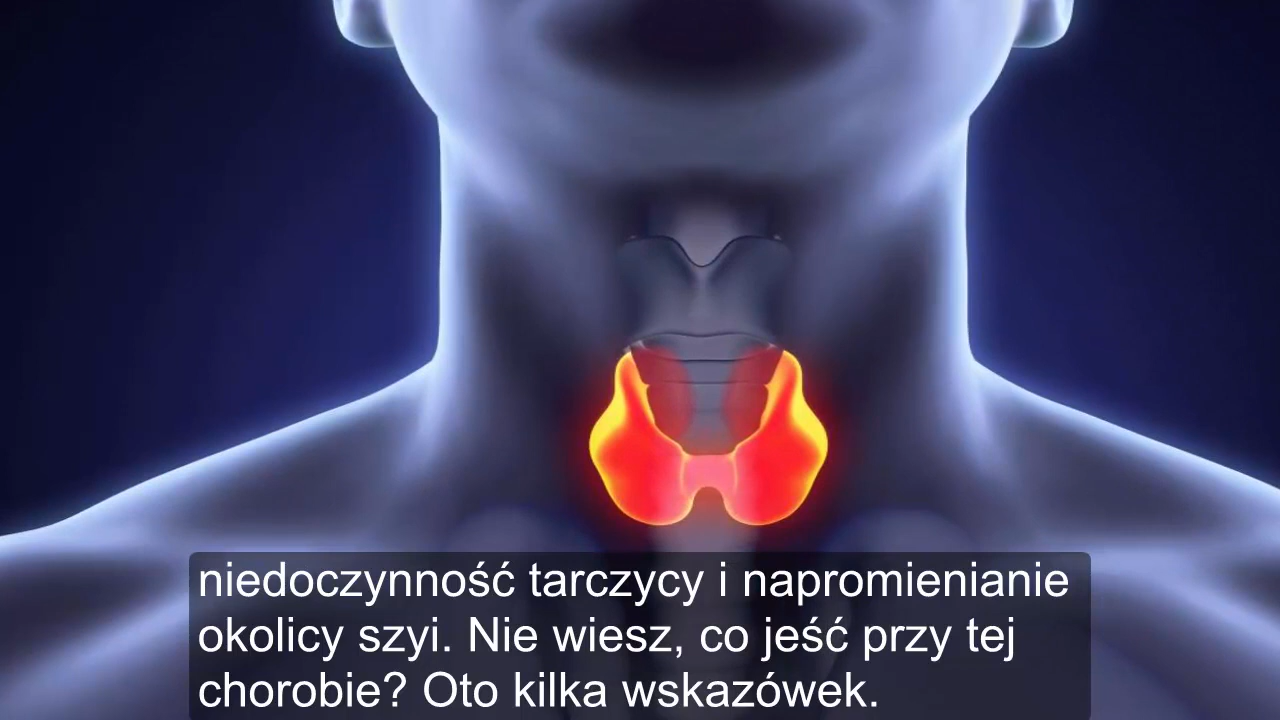 niedoczynność tarczycy i napromienianie
okolicy szyi. Nie wiesz, co jeść przy tej
chorobie? Oto kilka wskazówek.